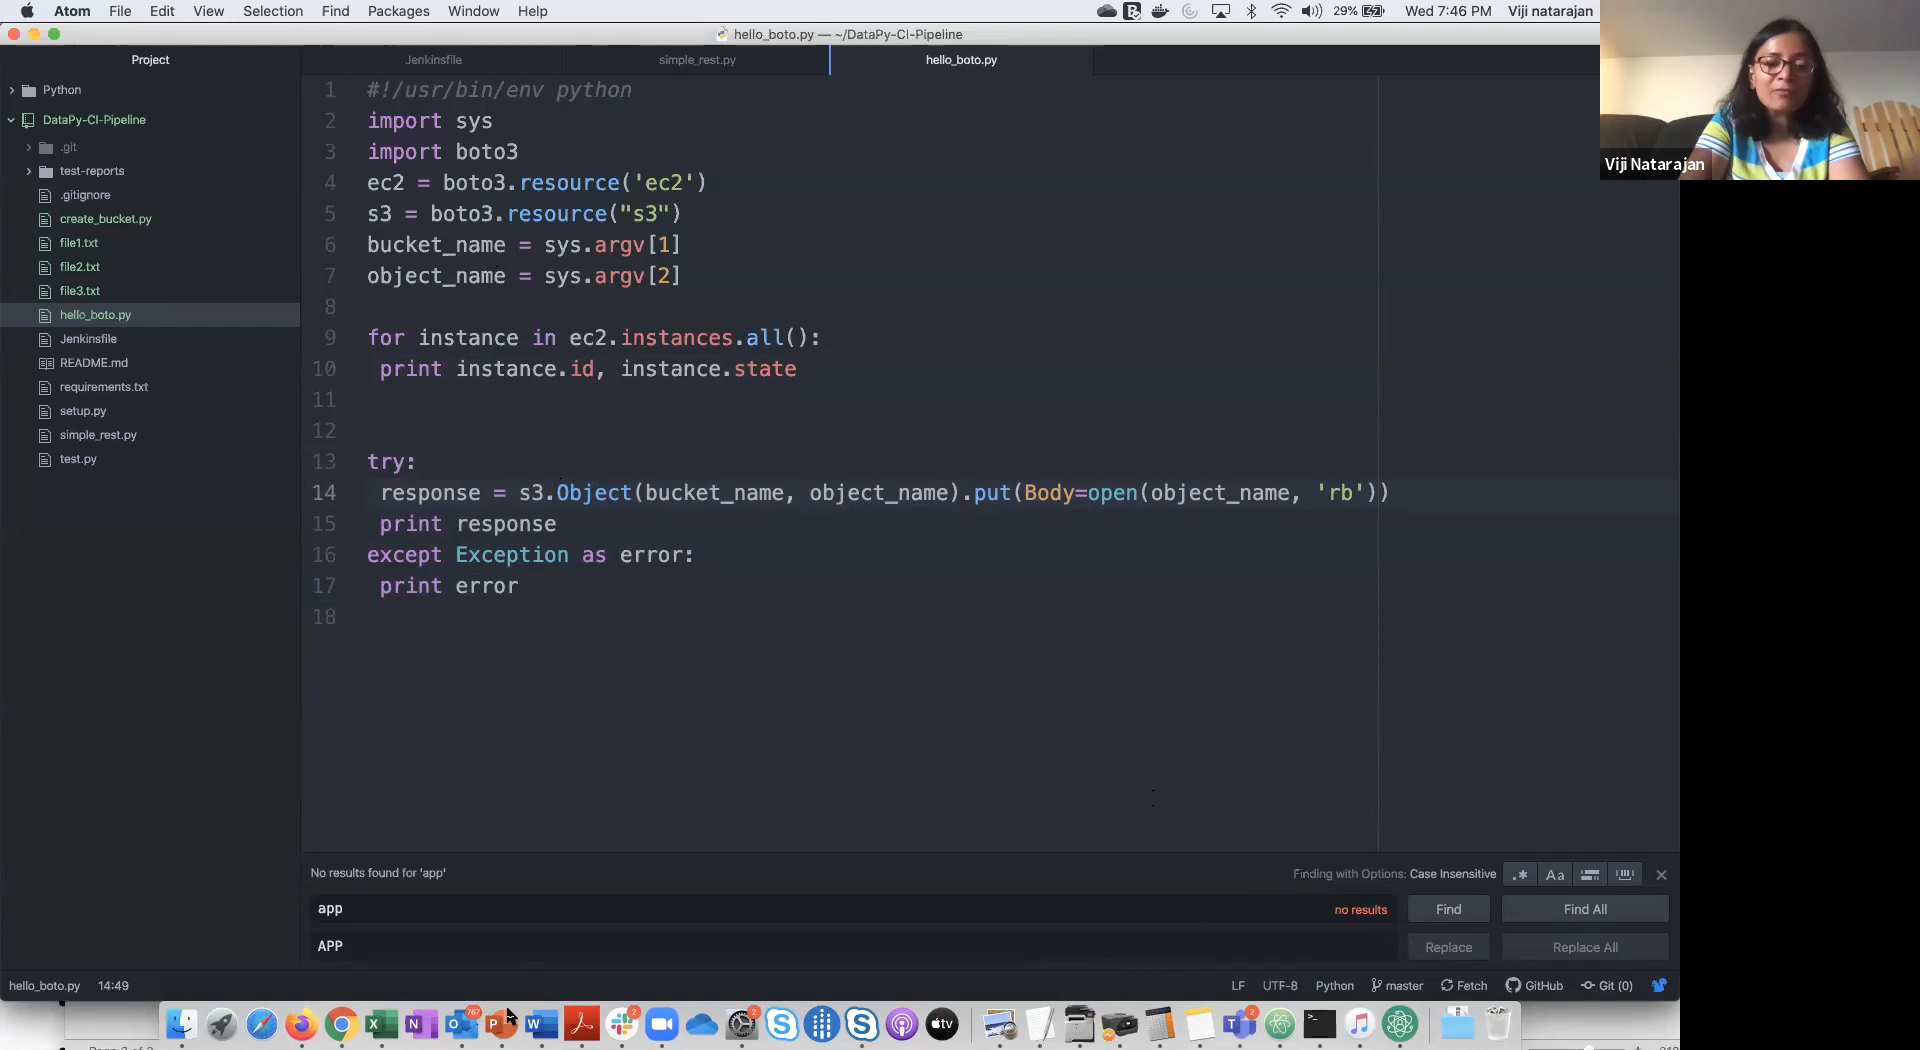 Atom File Edit View Selection Find Packages Window Help 29% Wed 7:46 PM Viji natarajan
hello_boto.py — ~/DataPy-CI-Pipeline
Project
Jenkinsfile simple_rest.py hello_boto.py
Python
DataPy-CI-Pipeline
.git
test-reports
.gitignore
create_bucket.py
file1.txt
file2.txt
file3.txt
hello_boto.py
Jenkinsfile
README.md
requirements.txt
setup.py
simple_rest.py
test.py
1 #!/usr/bin/env python
2 import sys
3 import boto3
4 ec2 = boto3.resource('ec2')
5 s3 = boto3.resource("s3")
6 bucket_name = sys.argv[1]
7 object_name = sys.argv[2]
8
9 for instance in ec2.instances.all():
10 print instance.id, instance.state
11
12
13 try:
14 response = s3.Object(bucket_name, object_name).put(Body=open(object_name, 'rb'))
15 print response
16 except Exception as error:
17 print error
18
Viji Natarajan
No results found for 'app' Finding with Options: Case Insensitive .* Aa
app no results Find Find All
APP Replace Replace All
hello_boto.py 14:49 LF UTF-8 Python master Fetch GitHub Git (0)
767 2 2 2
tv